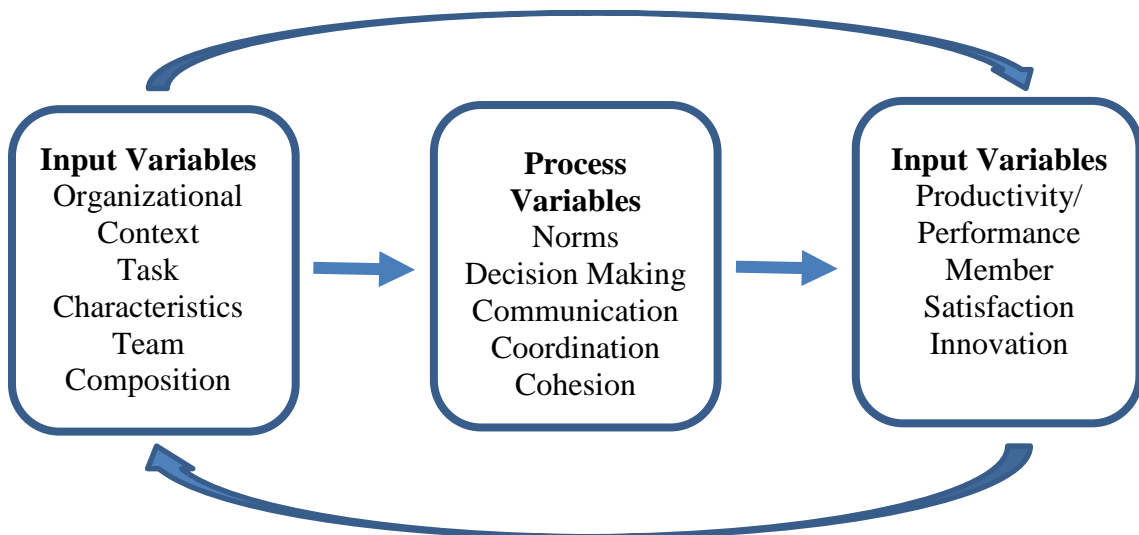 Input Variables
Organizational
Context
Task
Characteristics
Team
Composition
Process
Variables
Norms
Decision Making
Communication
Coordination
Cohesion
Input Variables
Productivity/
Performance
Member
Satisfaction
Innovation